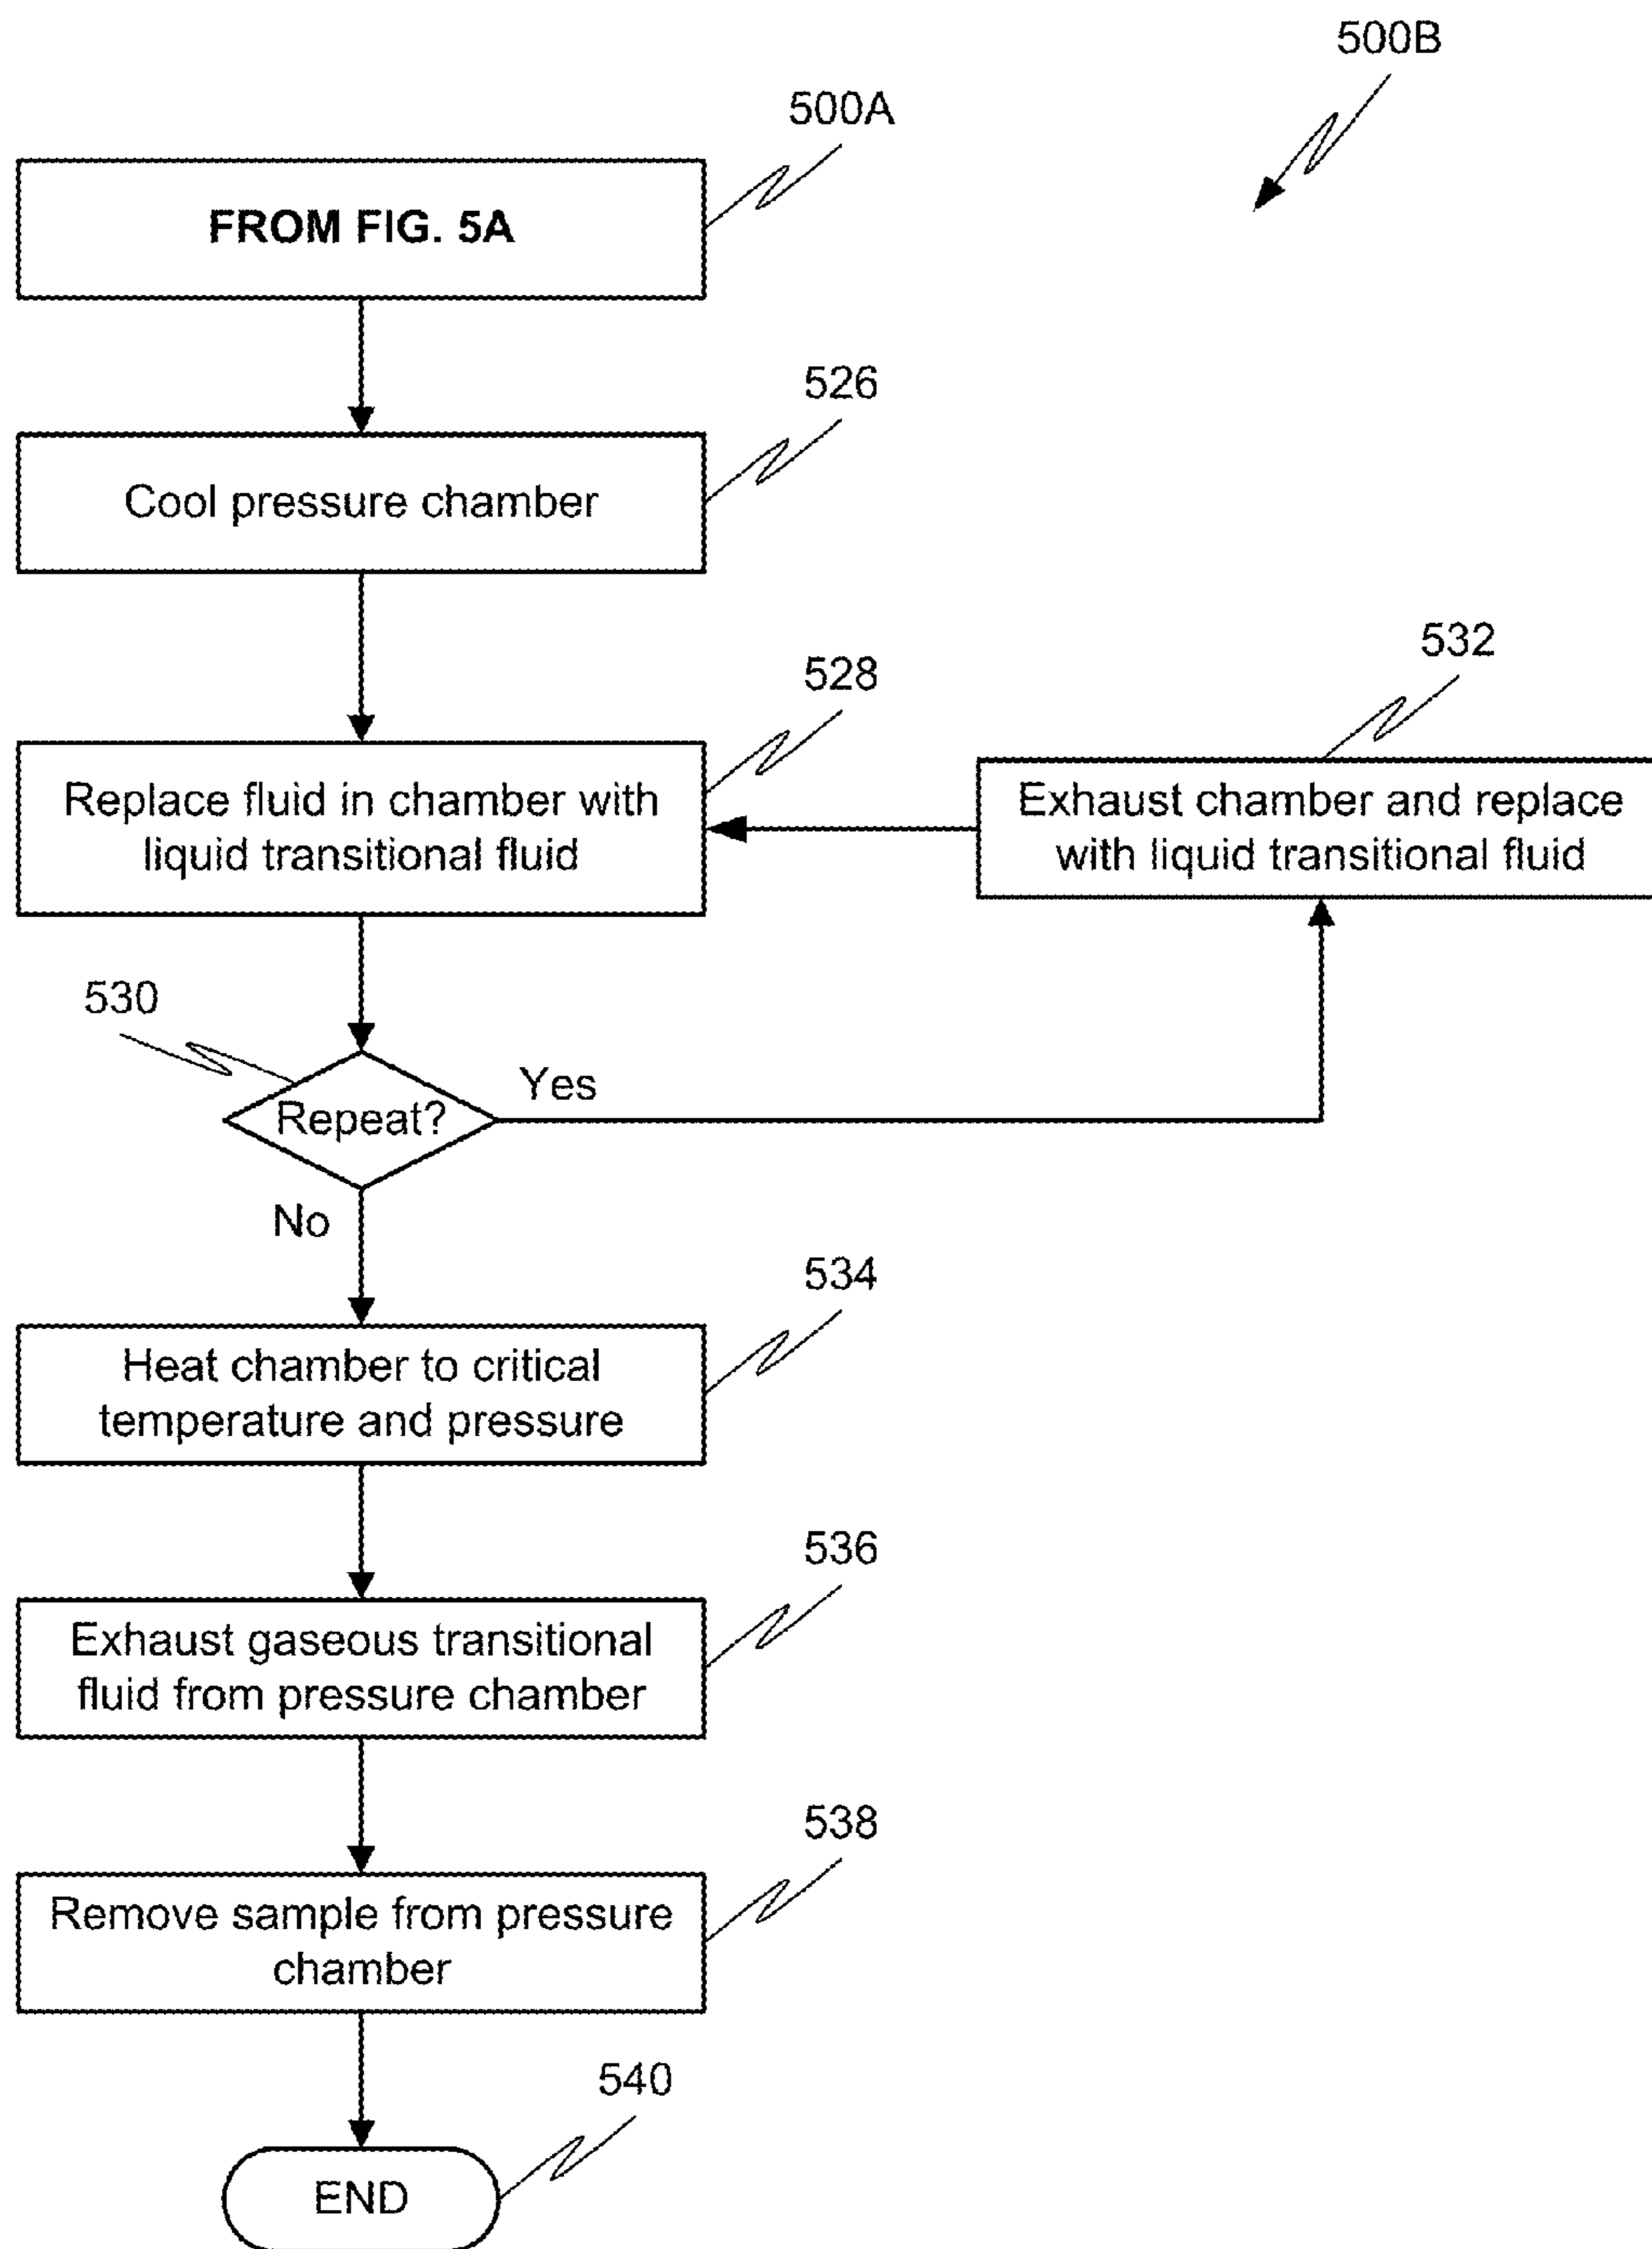 500B
500A
FROM FIG. 5A
526
Cool pressure chamber
528
Replace fluid in chamber with
liquid transitional fluid
532
Exhaust chamber and replace
with liquid transitional fluid
530
Repeat?
Yes
No
534
Heat chamber to critical
temperature and pressure
536
Exhaust gaseous transitional
fluid from pressure chamber
538
Remove sample from pressure
chamber
540
END